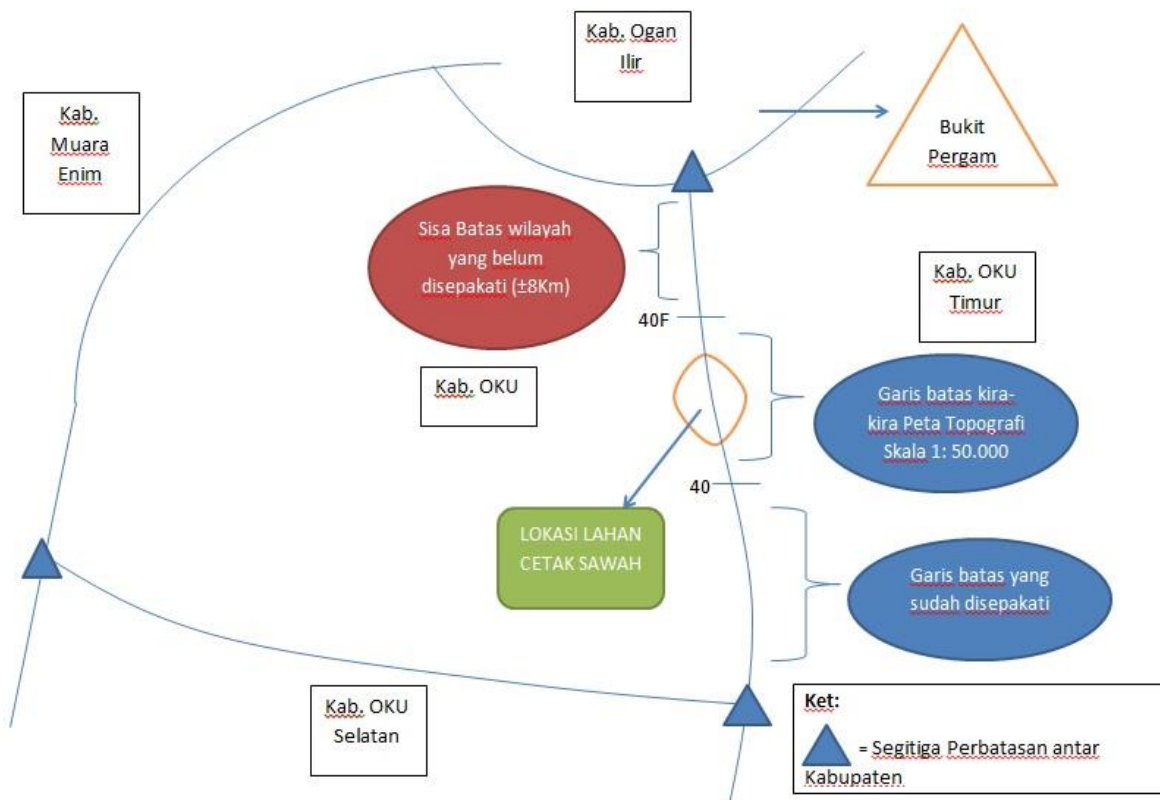 Kab. Ogan
Ilir
Kab.
Muara
Enim
Bukit
Pergam
Sisa Batas wilayah
yang belum
disepakati (±8Km)
Kab. OKU
Timur
40F
Kab. OKU
Garis batas kira-
kira Peta Topografi
Skala 1: 50.000
40
LOKASI LAHAN
CETAK SAWAH
Garis batas yang
sudah disepakati
Kab. OKU
Selatan
Ket:
= Segitiga Perbatasan antar
Kabupaten